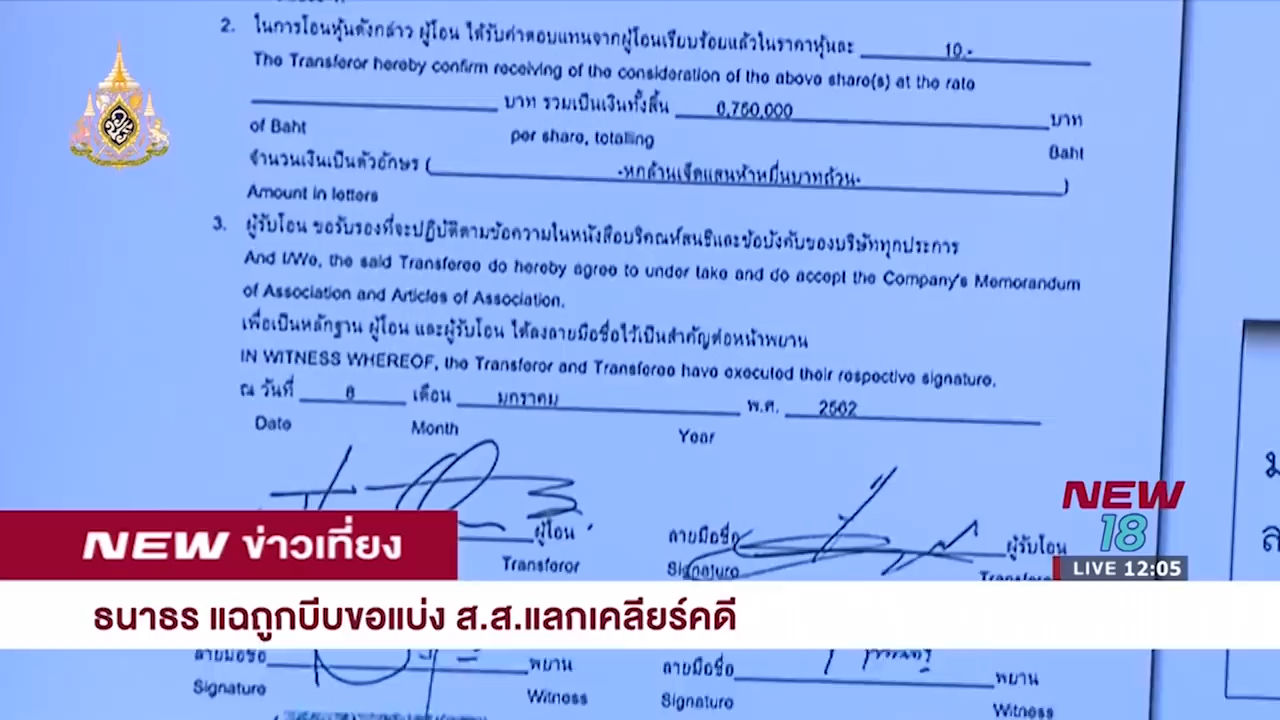 2. ในการโอนหุ้นดังกล่าว ผู้โอน ได้รับค่าตอบแทนจากผู้โอนเรียบร้อยแล้วในราคาหุ้นละ 10.-
The Transferor hereby confirm receiving of the consideration of the above share(s) at the rate
บาท รวมเป็นเงินทั้งสิ้น 6,750,000 บาท
of Baht per share, totalling Baht
จำนวนเงินเป็นตัวอักษร ( -หกล้านเจ็ดแสนห้าหมื่นบาทถ้วน- )
Amount in letters
3. ผู้รับโอน ขอรับรองที่จะปฏิบัติตามข้อความในหนังสือบริคณห์สนธิและข้อบังคับของบริษัททุกประการ
And I/We, the said Transferee do hereby agree to under take and do accept the Company's Memorandum
of Association and Articles of Association.
เพื่อเป็นหลักฐาน ผู้โอน และผู้รับโอน ได้ลงลายมือชื่อไว้เป็นสำคัญต่อหน้าพยาน
IN WITNESS WHEREOF, the Transferor and Transferee have executed their respective signature.
ณ วันที่ 8 เดือน มกราคม พ.ศ. 2562
Date Month Year
ผู้โอน ลายมือชื่อ ผู้รับโอน
Transferor Signature Transferee
NEW 18
LIVE 12:05
NEW ข่าวเที่ยง
ธนาธร แฉถูกบีบขอแบ่ง ส.ส.แลกเคลียร์คดี
ลายมือชื่อ พยาน ลายมือชื่อ พยาน
Signature Witness Signature Witness